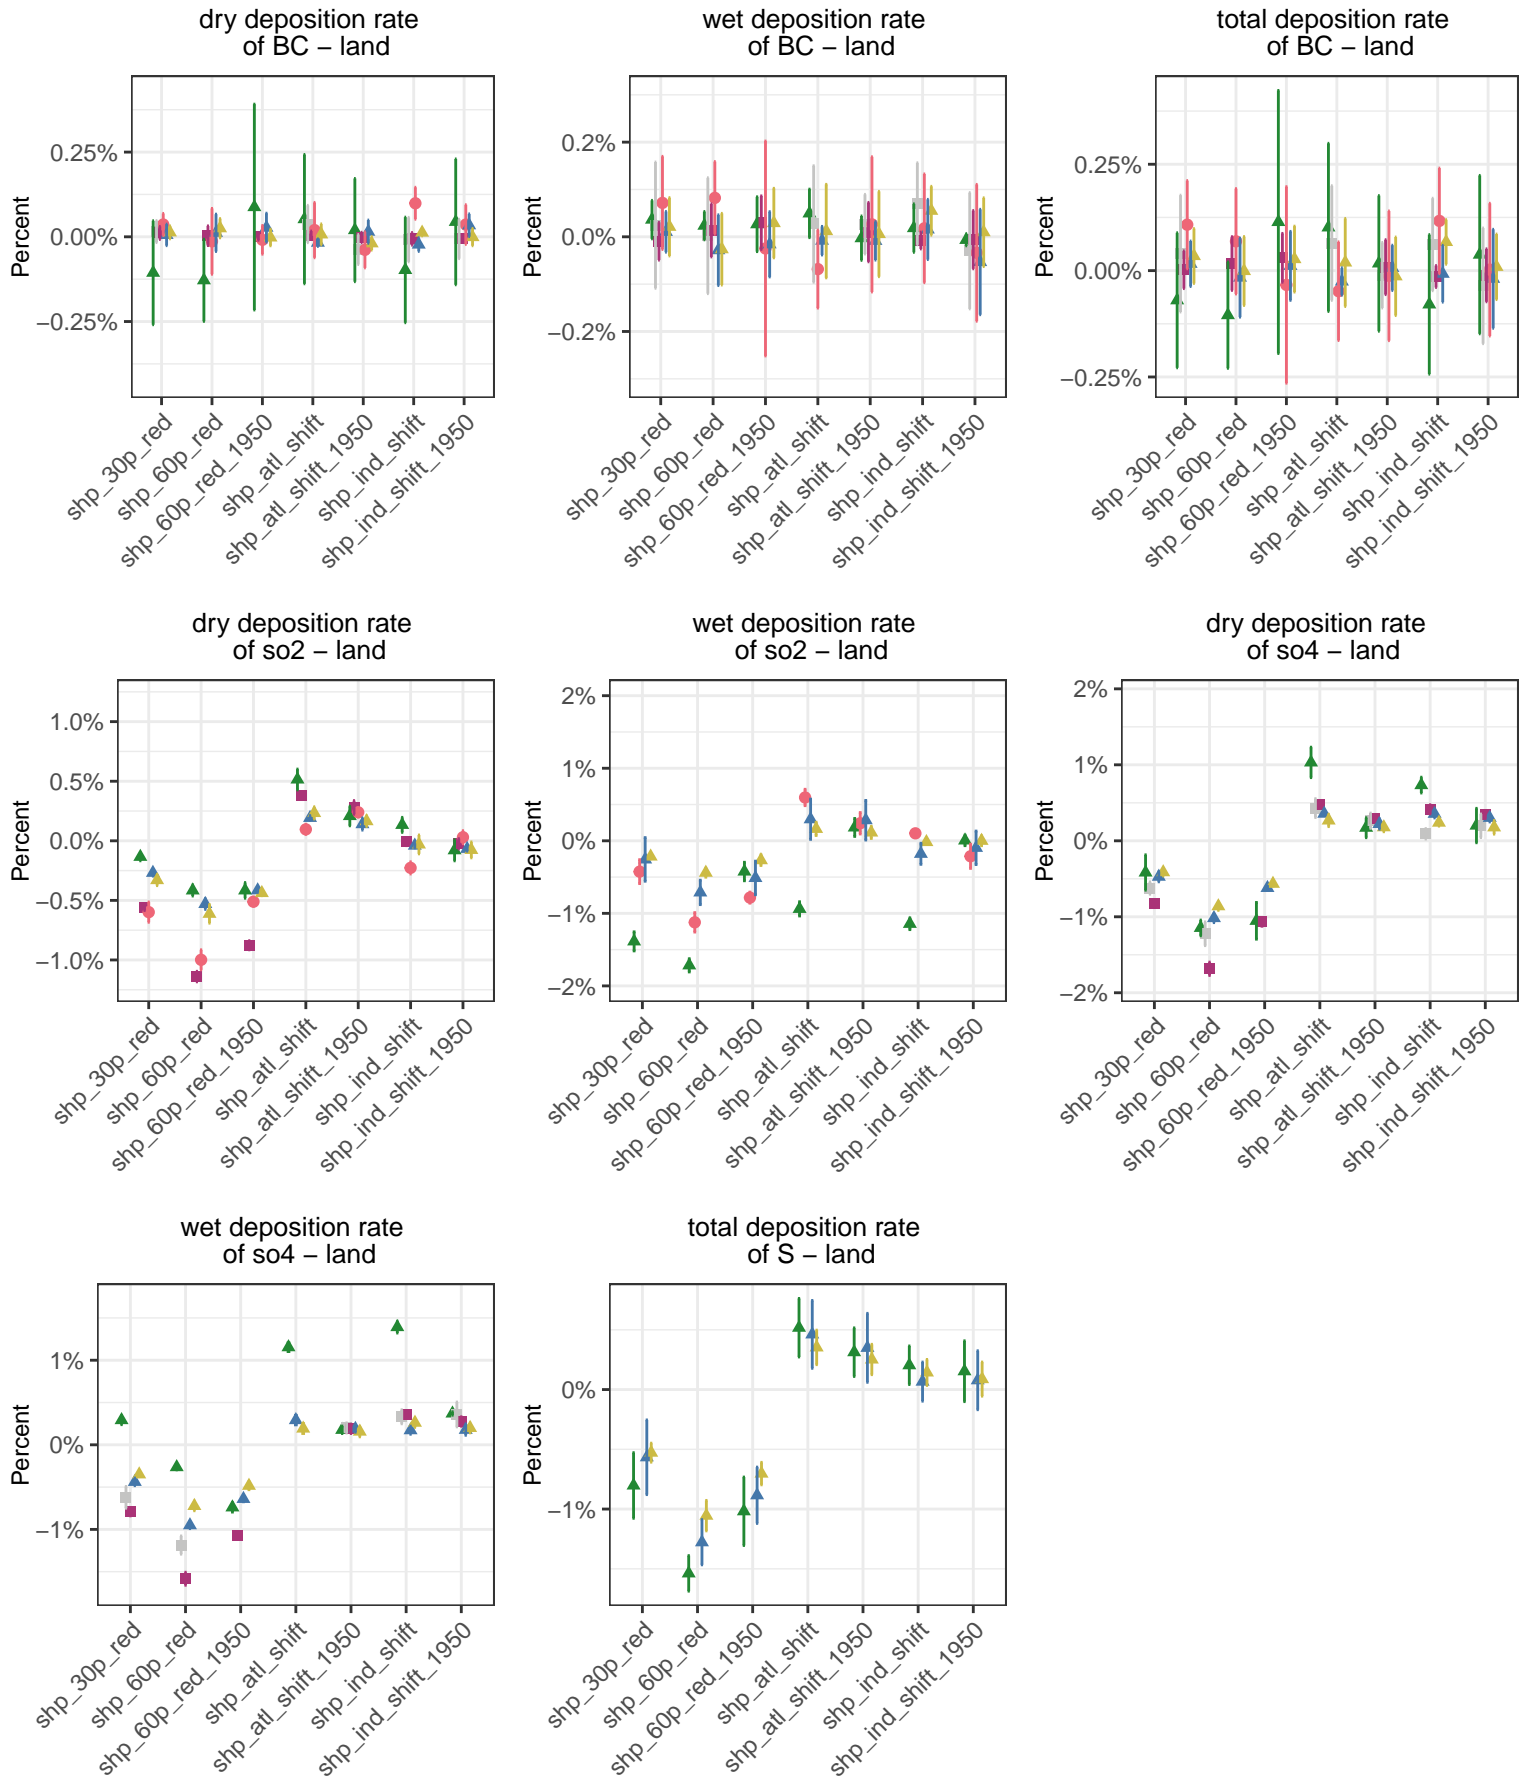 dry deposition rate
of BC − land
Percent
0.25%
0.00%
−0.25%
shp_30p_red
shp_60p_red
shp_60p_red_1950
shp_atl_shift
shp_atl_shift_1950
shp_ind_shift
shp_ind_shift_1950
wet deposition rate
of BC − land
Percent
0.2%
0.0%
−0.2%
shp_30p_red
shp_60p_red
shp_60p_red_1950
shp_atl_shift
shp_atl_shift_1950
shp_ind_shift
shp_ind_shift_1950
total deposition rate
of BC − land
Percent
0.25%
0.00%
−0.25%
shp_30p_red
shp_60p_red
shp_60p_red_1950
shp_atl_shift
shp_atl_shift_1950
shp_ind_shift
shp_ind_shift_1950
dry deposition rate
of so2 − land
Percent
1.0%
0.5%
0.0%
−0.5%
−1.0%
shp_30p_red
shp_60p_red
shp_60p_red_1950
shp_atl_shift
shp_atl_shift_1950
shp_ind_shift
shp_ind_shift_1950
wet deposition rate
of so2 − land
Percent
2%
1%
0%
−1%
−2%
shp_30p_red
shp_60p_red
shp_60p_red_1950
shp_atl_shift
shp_atl_shift_1950
shp_ind_shift
shp_ind_shift_1950
dry deposition rate
of so4 − land
Percent
2%
1%
0%
−1%
−2%
shp_30p_red
shp_60p_red
shp_60p_red_1950
shp_atl_shift
shp_atl_shift_1950
shp_ind_shift
shp_ind_shift_1950
wet deposition rate
of so4 − land
Percent
1%
0%
−1%
shp_30p_red
shp_60p_red
shp_60p_red_1950
shp_atl_shift
shp_atl_shift_1950
shp_ind_shift
shp_ind_shift_1950
total deposition rate
of S − land
Percent
0%
−1%
shp_30p_red
shp_60p_red
shp_60p_red_1950
shp_atl_shift
shp_atl_shift_1950
shp_ind_shift
shp_ind_shift_1950